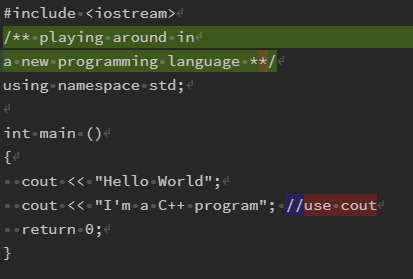 #include <iostream>
/** playing around in
a new programming language **/
using namespace std;

int main ()
{
  cout << "Hello World";
  cout << "I'm a C++ program"; //use cout
  return 0;
}